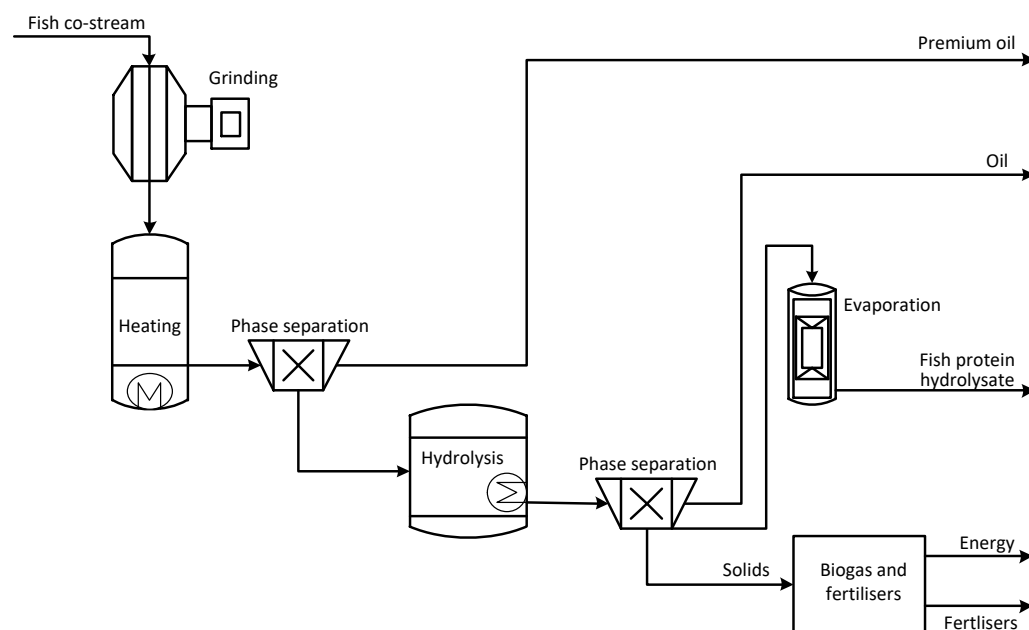 Fish co-stream
Premium oil
Grinding
Oil
Evaporation
Heating
Phase separation
Fish protein
hydrolysate
Hydrolysis
Phase separation
Energy
Solids
Biogas and
fertilisers
Fertlisers